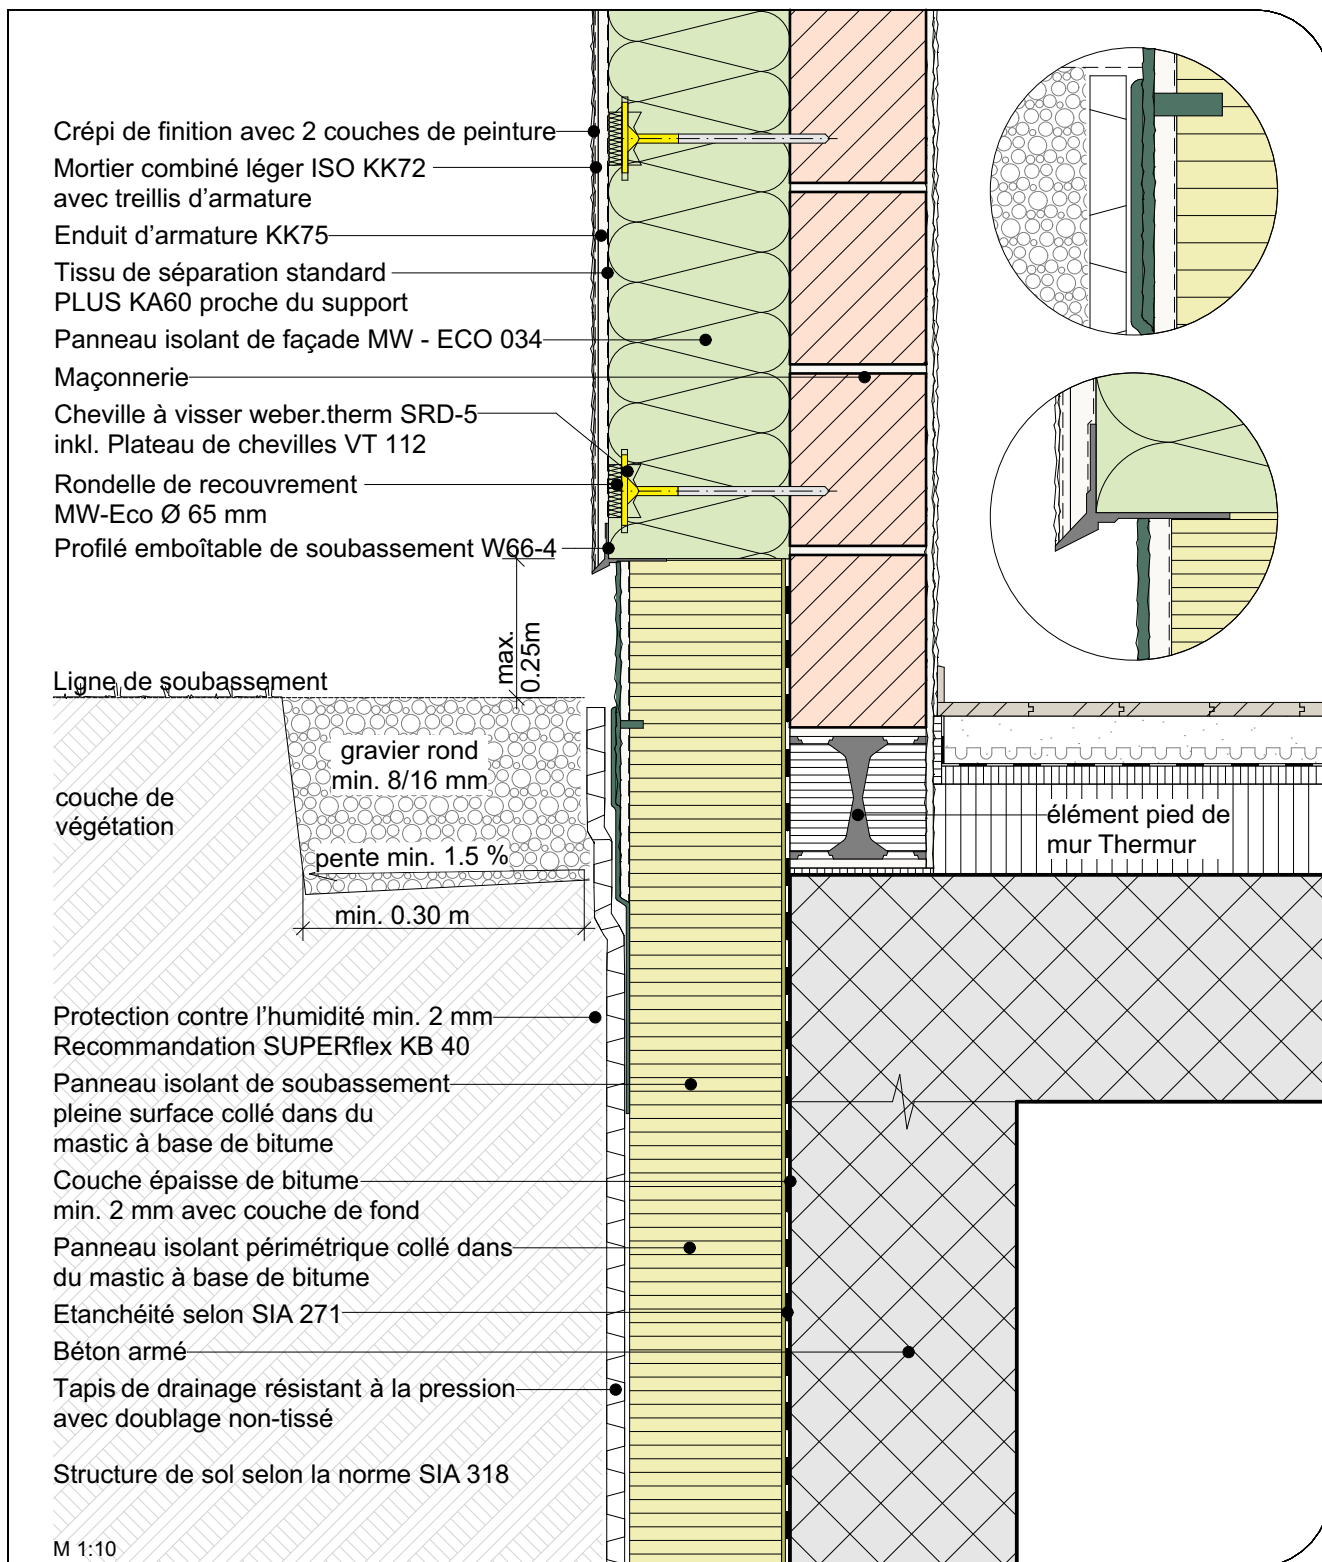 Crépi de finition avec 2 couches de peinture
Mortier combiné léger ISO KK72
avec treillis d'armature
Enduit d'armature KK75
Tissu de séparation standard
PLUS KA60 proche du support
Panneau isolant de façade MW - ECO 034
Maçonnerie
Cheville à visser weber.therm SRD-5
inkl. Plateau de chevilles VT 112
Rondelle de recouvrement
MW-Eco Ø 65 mm
Profilé emboîtable de soubassement W66-4
max.
0.25m
Ligne de soubassement
gravier rond
min. 8/16 mm
couche de
végétation
pente min. 1.5 %
min. 0.30 m
élément pied de
mur Thermur
Protection contre l'humidité min. 2 mm
Recommandation SUPERflex KB 40
Panneau isolant de soubassement
pleine surface collé dans du
mastic à base de bitume
Couche épaisse de bitume
min. 2 mm avec couche de fond
Panneau isolant périmétrique collé dans
du mastic à base de bitume
Etanchéité selon SIA 271
Béton armé
Tapis de drainage résistant à la pression
avec doublage non-tissé
Structure de sol selon la norme SIA 318
M 1:10